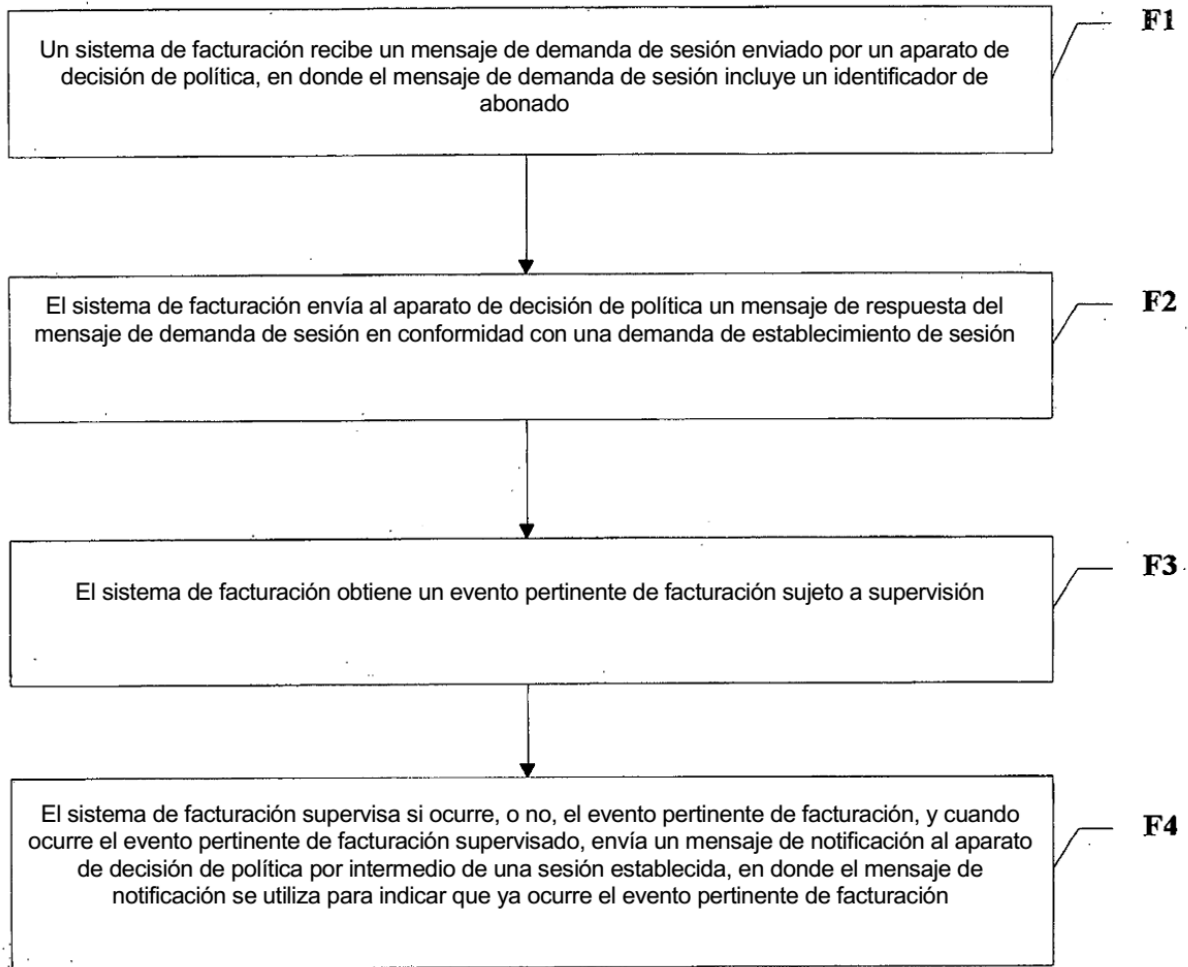 F1
Un sistema de facturación recibe un mensaje de demanda de sesión enviado por un aparato de
decisión de política, en donde el mensaje de demanda de sesión incluye un identificador de
abonado
F2
El sistema de facturación envía al aparato de decisión de política un mensaje de respuesta del
mensaje de demanda de sesión en conformidad con una demanda de establecimiento de sesión
F3
El sistema de facturación obtiene un evento pertinente de facturación sujeto a supervisión
F4
El sistema de facturación supervisa si ocurre, o no, el evento pertinente de facturación, y cuando
ocurre el evento pertinente de facturación supervisado, envía un mensaje de notificación al aparato
de decisión de política por intermedio de una sesión establecida, en donde el mensaje de
notificación se utiliza para indicar que ya ocurre el evento pertinente de facturación